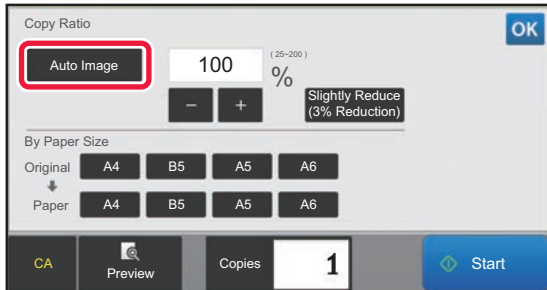 Copy Ratio
OK
Auto Image
100
( 25~200 )
%
Slightly Reduce
(3% Reduction)
−
+
By Paper Size
Original
A4
B5
A5
A6
Paper
A4
B5
A5
A6
CA
Preview
Copies
1
Start